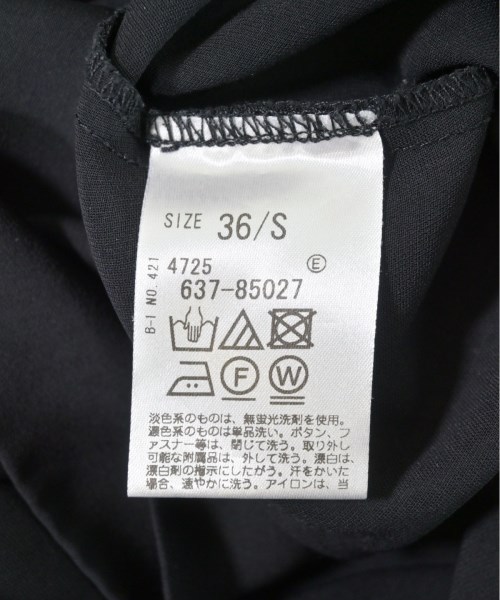 SIZE 36/S
B-I NO.421
4725 Ⓔ
637-85027
F W
淡色系のものは、無蛍光洗剤を使用。
濃色系のものは単品洗い。ボタン、フ
ァスナー等は、閉じて洗う。取り外し
可能な附属品は、外して洗う。漂白は、
漂白剤の指示にしたがう。汗をかいた
場合、速やかに洗う。アイロンは、当